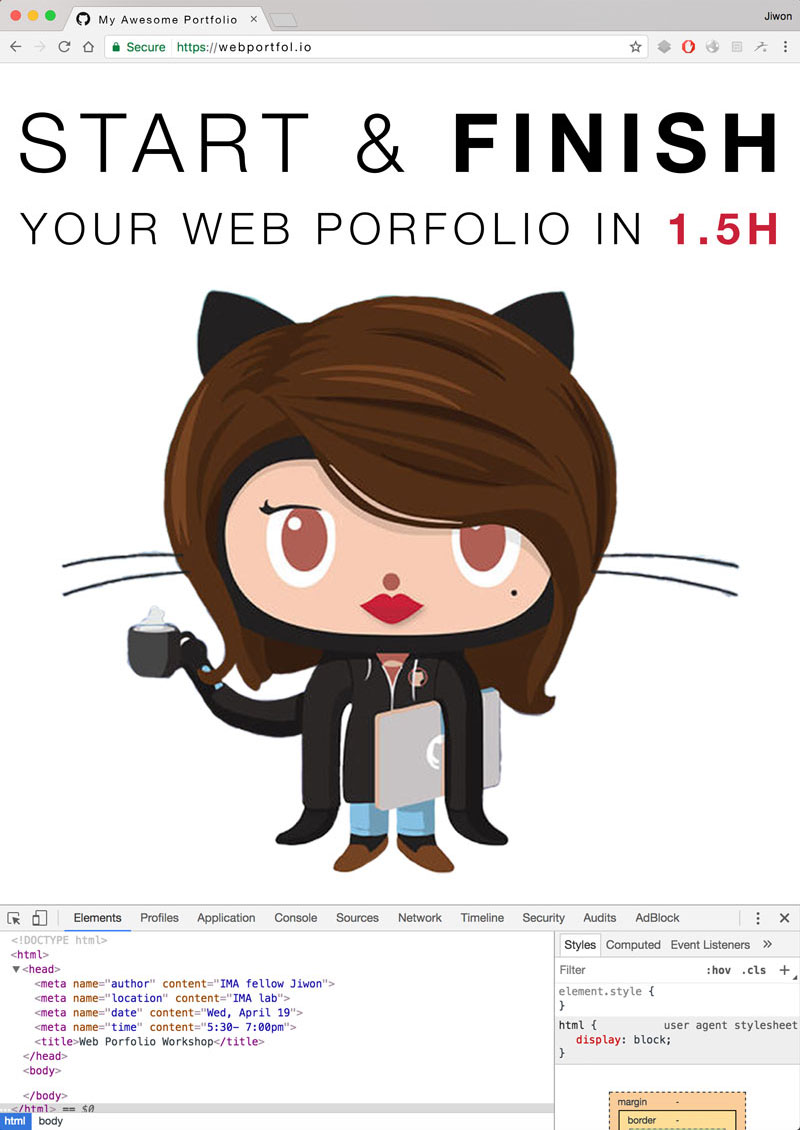 My Awesome Portfolio
Jiwon
Secure https://webportfol.io
START & FINISH
YOUR WEB PORFOLIO IN 1.5H
Elements Profiles Application Console Sources Network Timeline Security Audits AdBlock
<!DOCTYPE html>
<html>
<head>
<meta name="author" content="IMA fellow Jiwon">
<meta name="location" content="IMA lab">
<meta name="date" content="Wed, April 19">
<meta name="time" content="5:30- 7:00pm">
<title>Web Porfolio Workshop</title>
</head>
<body>
</body>
</html> == $0
html body
Styles Computed Event Listeners »
Filter :hov .cls +
element.style {
}
html { user agent stylesheet
display: block;
}
margin -
border -